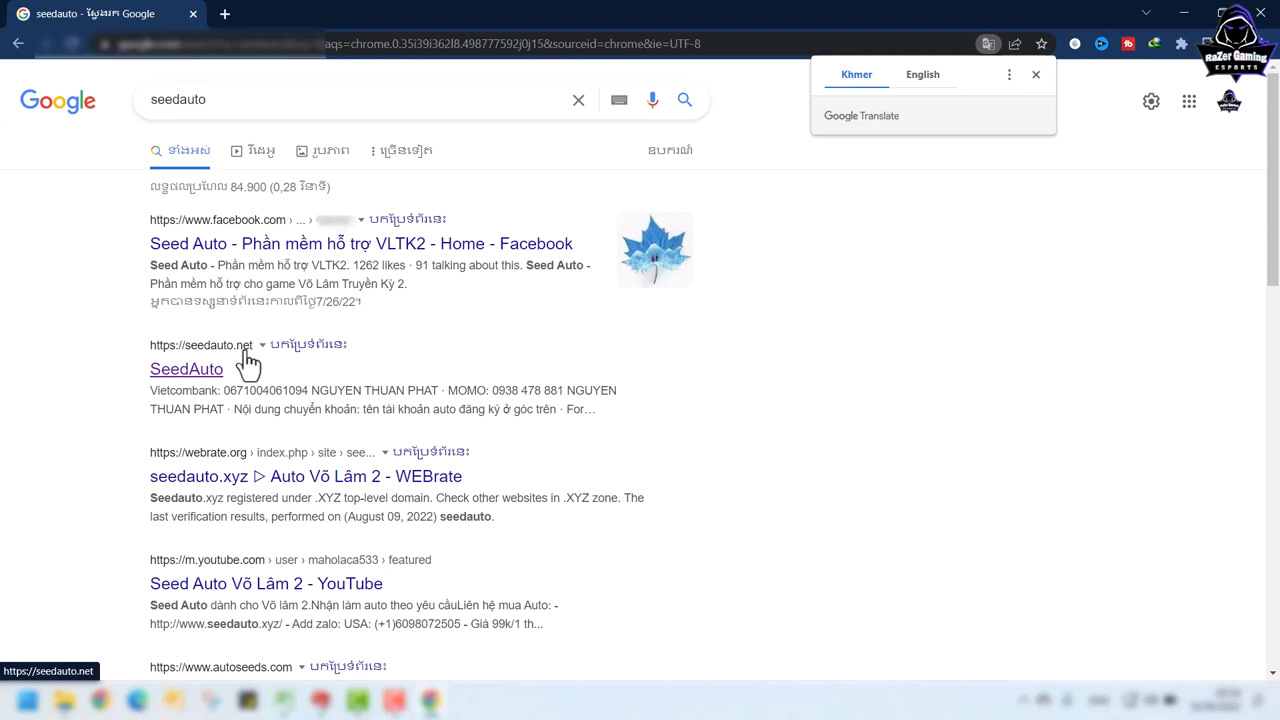 seedauto - ស្វែងរក Google
aqs=chrome.0.35i39i362l8.498777592j0j15&sourceid=chrome&ie=UTF-8
RaZer Gaming
ESPORTS
Khmer English
Google Translate
Google
seedauto
ទាំងអស់ វីដេអូ រូបភាព ច្រើនទៀត ឧបករណ៍
លទ្ធផលប្រហែល 84.900 (0,28 វិនាទី)
https://www.facebook.com › ... › បកប្រែទំព័រនេះ
Seed Auto - Phần mềm hỗ trợ VLTK2 - Home - Facebook
Seed Auto - Phần mềm hỗ trợ VLTK2. 1262 likes · 91 talking about this. Seed Auto -
Phần mềm hỗ trợ cho game Võ Lâm Truyền Kỳ 2.
អ្នកបានទស្សនាទំព័រនេះកាលពីថ្ងៃ7/26/22។
https://seedauto.net បកប្រែទំព័រនេះ
SeedAuto
Vietcombank: 0671004061094 NGUYEN THUAN PHAT · MOMO: 0938 478 881 NGUYEN
THUAN PHAT · Nội dung chuyển khoản: tên tài khoản auto đăng ký ở góc trên · For…
https://webrate.org › index.php › site › see... បកប្រែទំព័រនេះ
seedauto.xyz ▷ Auto Võ Lâm 2 - WEBrate
Seedauto.xyz registered under .XYZ top-level domain. Check other websites in .XYZ zone. The
last verification results, performed on (August 09, 2022) seedauto.
https://m.youtube.com › user › maholaca533 › featured
Seed Auto Võ Lâm 2 - YouTube
Seed Auto dành cho Võ lâm 2.Nhận làm auto theo yêu cầuLiên hệ mua Auto: -
http://www.seedauto.xyz/ - Add zalo: USA: (+1)6098072505 - Giá 99k/1 th...
https://www.autoseeds.com បកប្រែទំព័រនេះ
https://seedauto.net